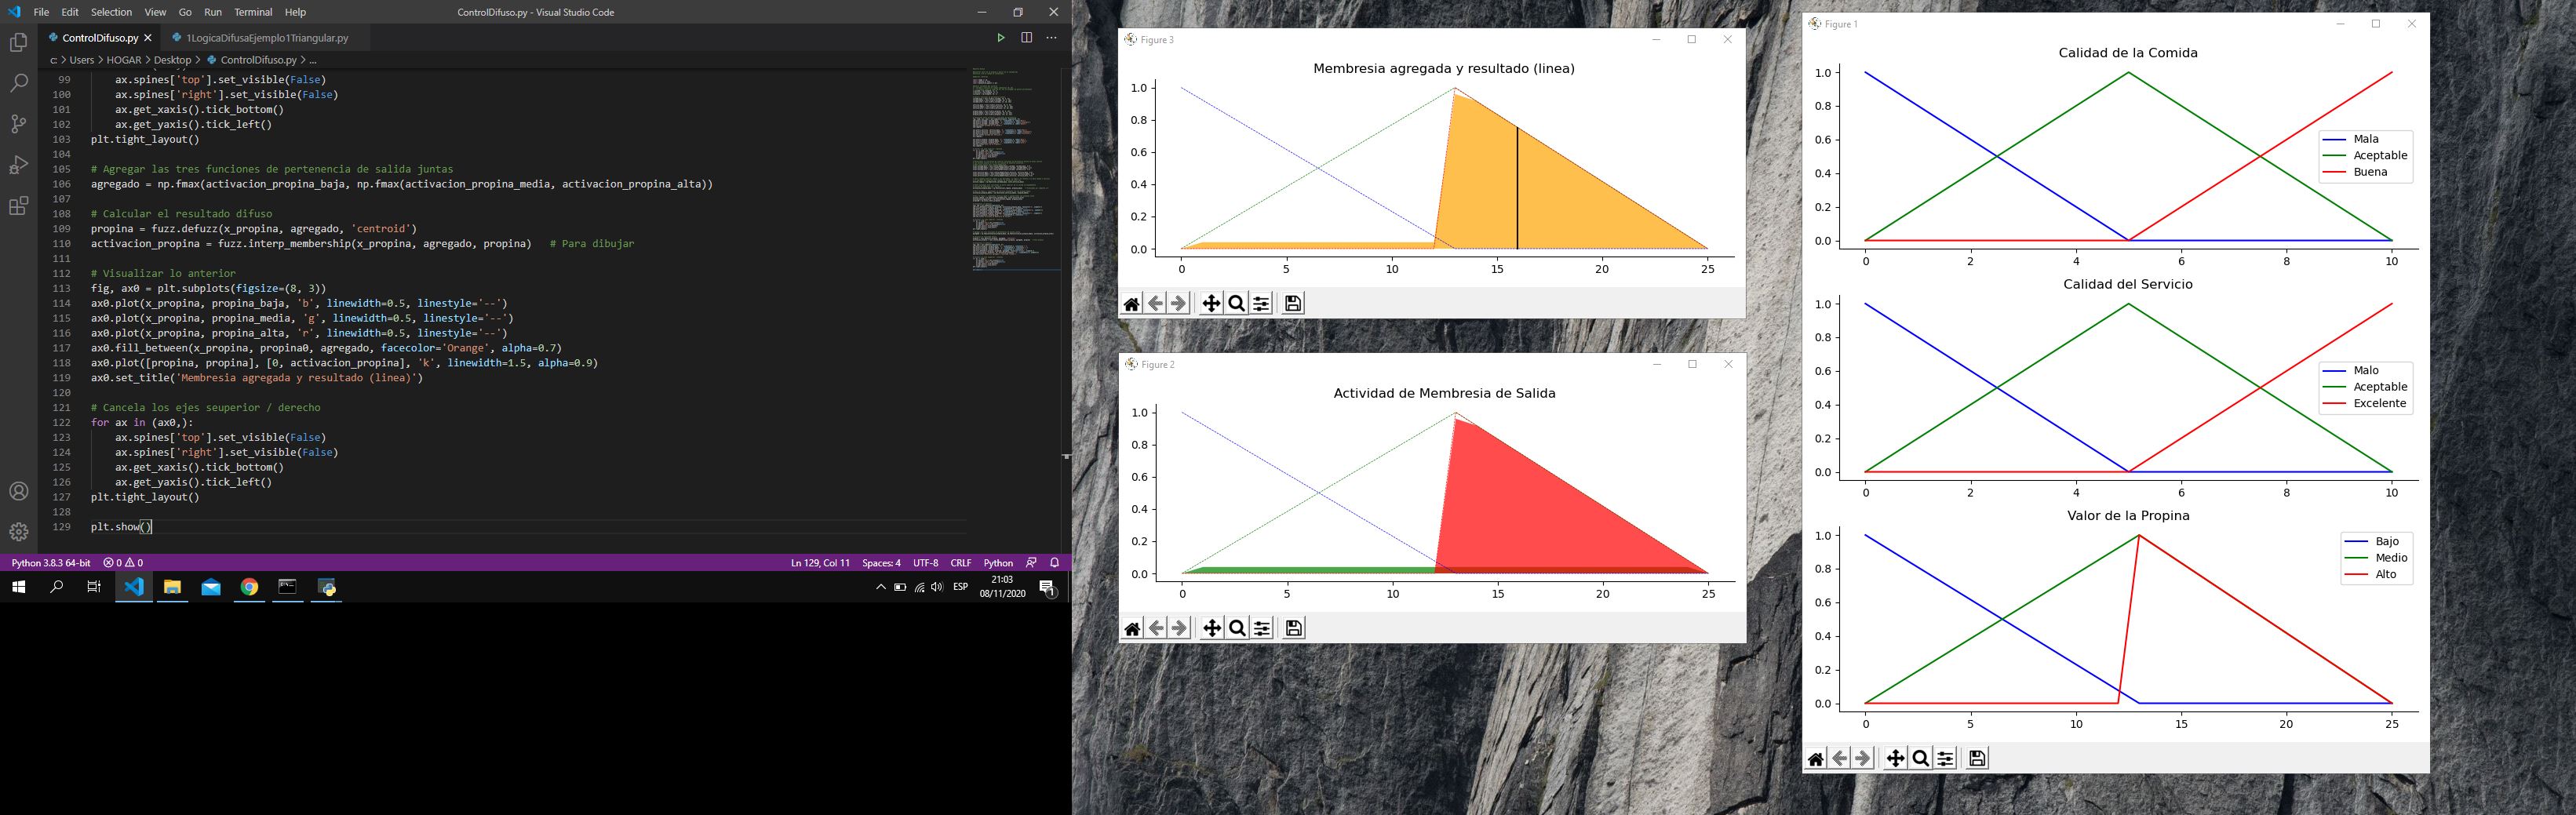 File Edit Selection View Go Run Terminal Help
ControlDifuso.py - Visual Studio Code
ControlDifuso.py
1LogicaDifusaEjemplo1Triangular.py
c: > Users > HOGAR > Desktop > ControlDifuso.py > ...
99 ax.spines['top'].set_visible(False)
100 ax.spines['right'].set_visible(False)
101 ax.get_xaxis().tick_bottom()
102 ax.get_yaxis().tick_left()
103 plt.tight_layout()
104
105 # Agregar las tres funciones de pertenencia de salida juntas
106 agregado = np.fmax(activacion_propina_baja, np.fmax(activacion_propina_media, activacion_propina_alta))
107
108 # Calcular el resultado difuso
109 propina = fuzz.defuzz(x_propina, agregado, 'centroid')
110 activacion_propina = fuzz.interp_membership(x_propina, agregado, propina) # Para dibujar
111
112 # Visualizar lo anterior
113 fig, ax0 = plt.subplots(figsize=(8, 3))
114 ax0.plot(x_propina, propina_baja, 'b', linewidth=0.5, linestyle='--')
115 ax0.plot(x_propina, propina_media, 'g', linewidth=0.5, linestyle='--')
116 ax0.plot(x_propina, propina_alta, 'r', linewidth=0.5, linestyle='--')
117 ax0.fill_between(x_propina, propina0, agregado, facecolor='Orange', alpha=0.7)
118 ax0.plot([propina, propina], [0, activacion_propina], 'k', linewidth=1.5, alpha=0.9)
119 ax0.set_title('Membresia agregada y resultado (linea)')
120
121 # Cancela los ejes seuperior / derecho
122 for ax in (ax0,):
123 ax.spines['top'].set_visible(False)
124 ax.spines['right'].set_visible(False)
125 ax.get_xaxis().tick_bottom()
126 ax.get_yaxis().tick_left()
127 plt.tight_layout()
128
129 plt.show()
Python 3.8.3 64-bit 0 0 Ln 129, Col 11 Spaces: 4 UTF-8 CRLF Python
ESP
21:03
08/11/2020
1
Figure 3
Membresia agregada y resultado (linea)
1.0
0.8
0.6
0.4
0.2
0.0
0 5 10 15 20 25
Figure 2
Actividad de Membresia de Salida
1.0
0.8
0.6
0.4
0.2
0.0
0 5 10 15 20 25
Figure 1
Calidad de la Comida
1.0
0.8
0.6
0.4
0.2
0.0
0 2 4 6 8 10
Mala
Aceptable
Buena
Calidad del Servicio
1.0
0.8
0.6
0.4
0.2
0.0
0 2 4 6 8 10
Malo
Aceptable
Excelente
Valor de la Propina
1.0
0.8
0.6
0.4
0.2
0.0
0 5 10 15 20 25
Bajo
Medio
Alto